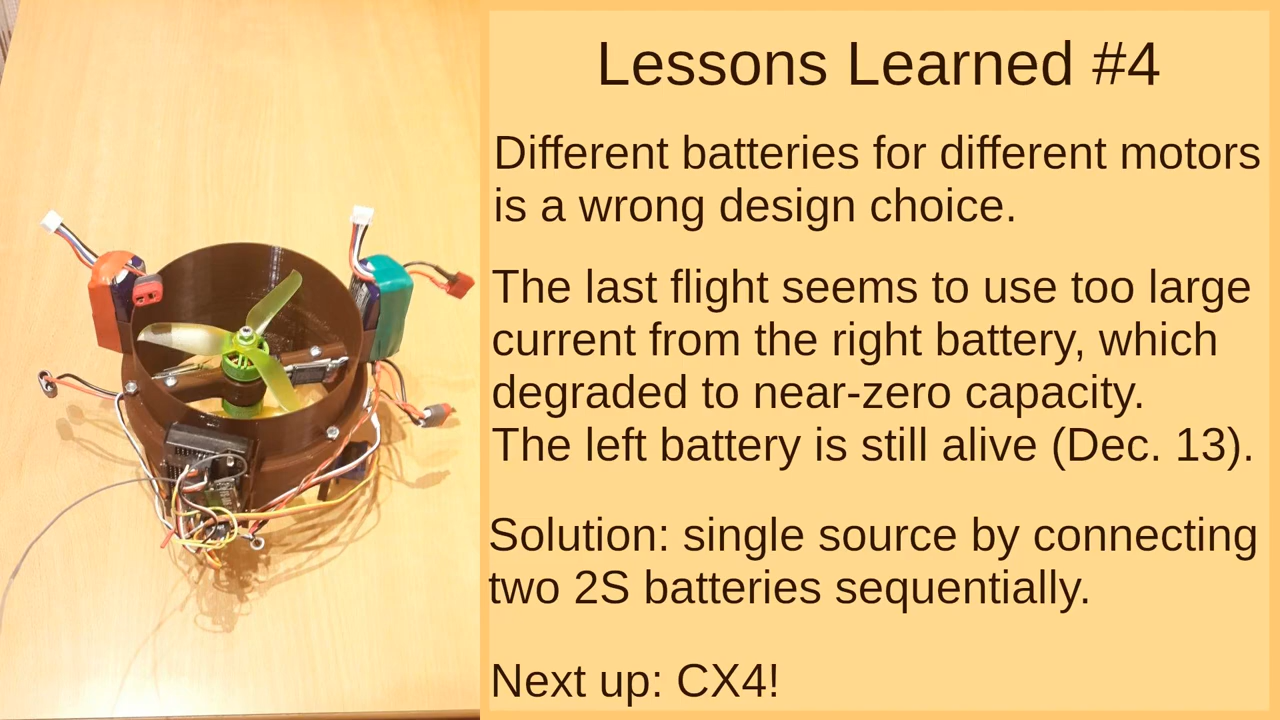 Lessons Learned #4
Different batteries for different motors
is a wrong design choice.
The last flight seems to use too large
current from the right battery, which
degraded to near-zero capacity.
The left battery is still alive (Dec. 13).
Solution: single source by connecting
two 2S batteries sequentially.
Next up: CX4!